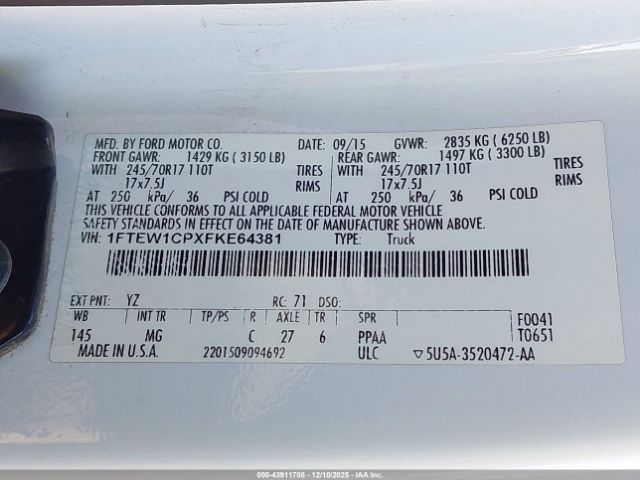 MFD. BY FORD MOTOR CO. DATE: 09/15 GVWR: 2835 KG ( 6250 LB)
FRONT GAWR: 1429 KG ( 3150 LB) REAR GAWR: 1497 KG ( 3300 LB)
WITH 245/70R17 110T TIRES WITH 245/70R17 110T TIRES
17x7.5J RIMS 17x7.5J RIMS
AT 250 kPa/ 36 PSI COLD AT 250 kPa/ 36 PSI COLD
THIS VEHICLE CONFORMS TO ALL APPLICABLE FEDERAL MOTOR VEHICLE
SAFETY STANDARDS IN EFFECT ON THE DATE OF MANUFACTURE SHOWN ABOVE.
VIN: 1FTEW1CPXFKE64381 TYPE: Truck
EXT PNT: YZ RC: 71 DSO:
WB INT TR TP/PS R AXLE TR SPR F0041
145 MG C 27 6 PPAA T0651
MADE IN U.S.A. 2201509094692 ULC ▽5U5A-3520472-AA
000-43911708 - 12/10/2025 - IAA